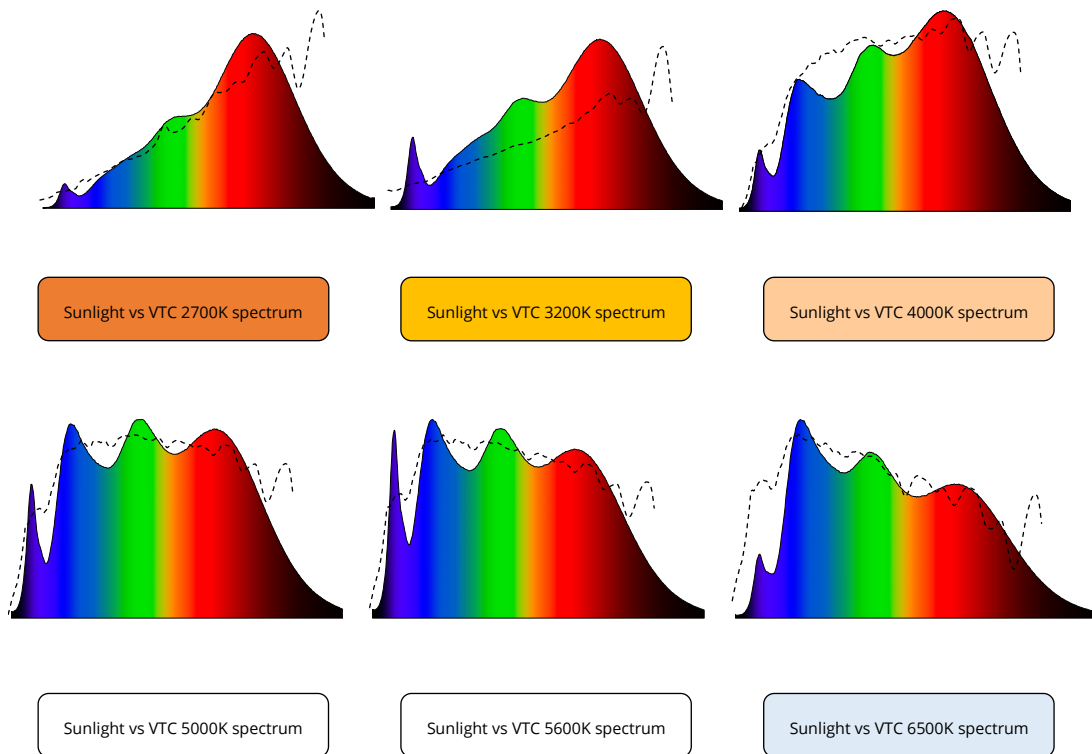 Sunlight vs VTC 2700K spectrum
Sunlight vs VTC 3200K spectrum
Sunlight vs VTC 4000K spectrum
Sunlight vs VTC 5000K spectrum
Sunlight vs VTC 5600K spectrum
Sunlight vs VTC 6500K spectrum